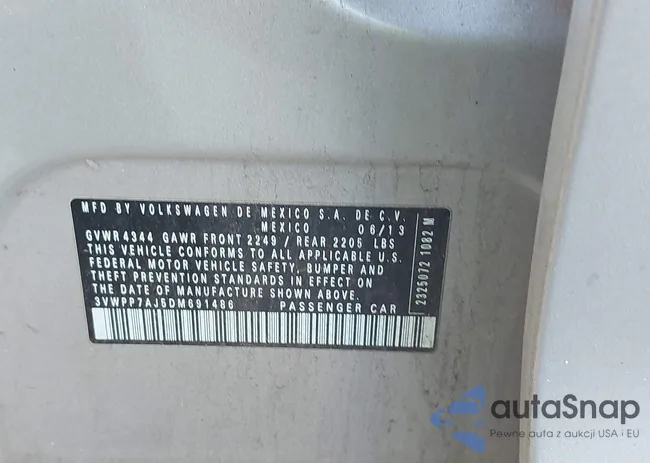 MFD BY VOLKSWAGEN DE MEXICO S.A. DE C.V.
MEXICO 06/13
GVWR 4344 GAWR FRONT 2249 / REAR 2205 LBS
THIS VEHICLE CONFORMS TO ALL APPLICABLE U.S.
FEDERAL MOTOR VEHICLE SAFETY, BUMPER AND
THEFT PREVENTION STANDARDS IN EFFECT ON
THE DATE OF MANUFACTURE SHOWN ABOVE.
3VWPP7AJ5DM691486 PASSENGER CAR
2325072 1082 M
autaSnap
Pewne auta z aukcji USA i EU